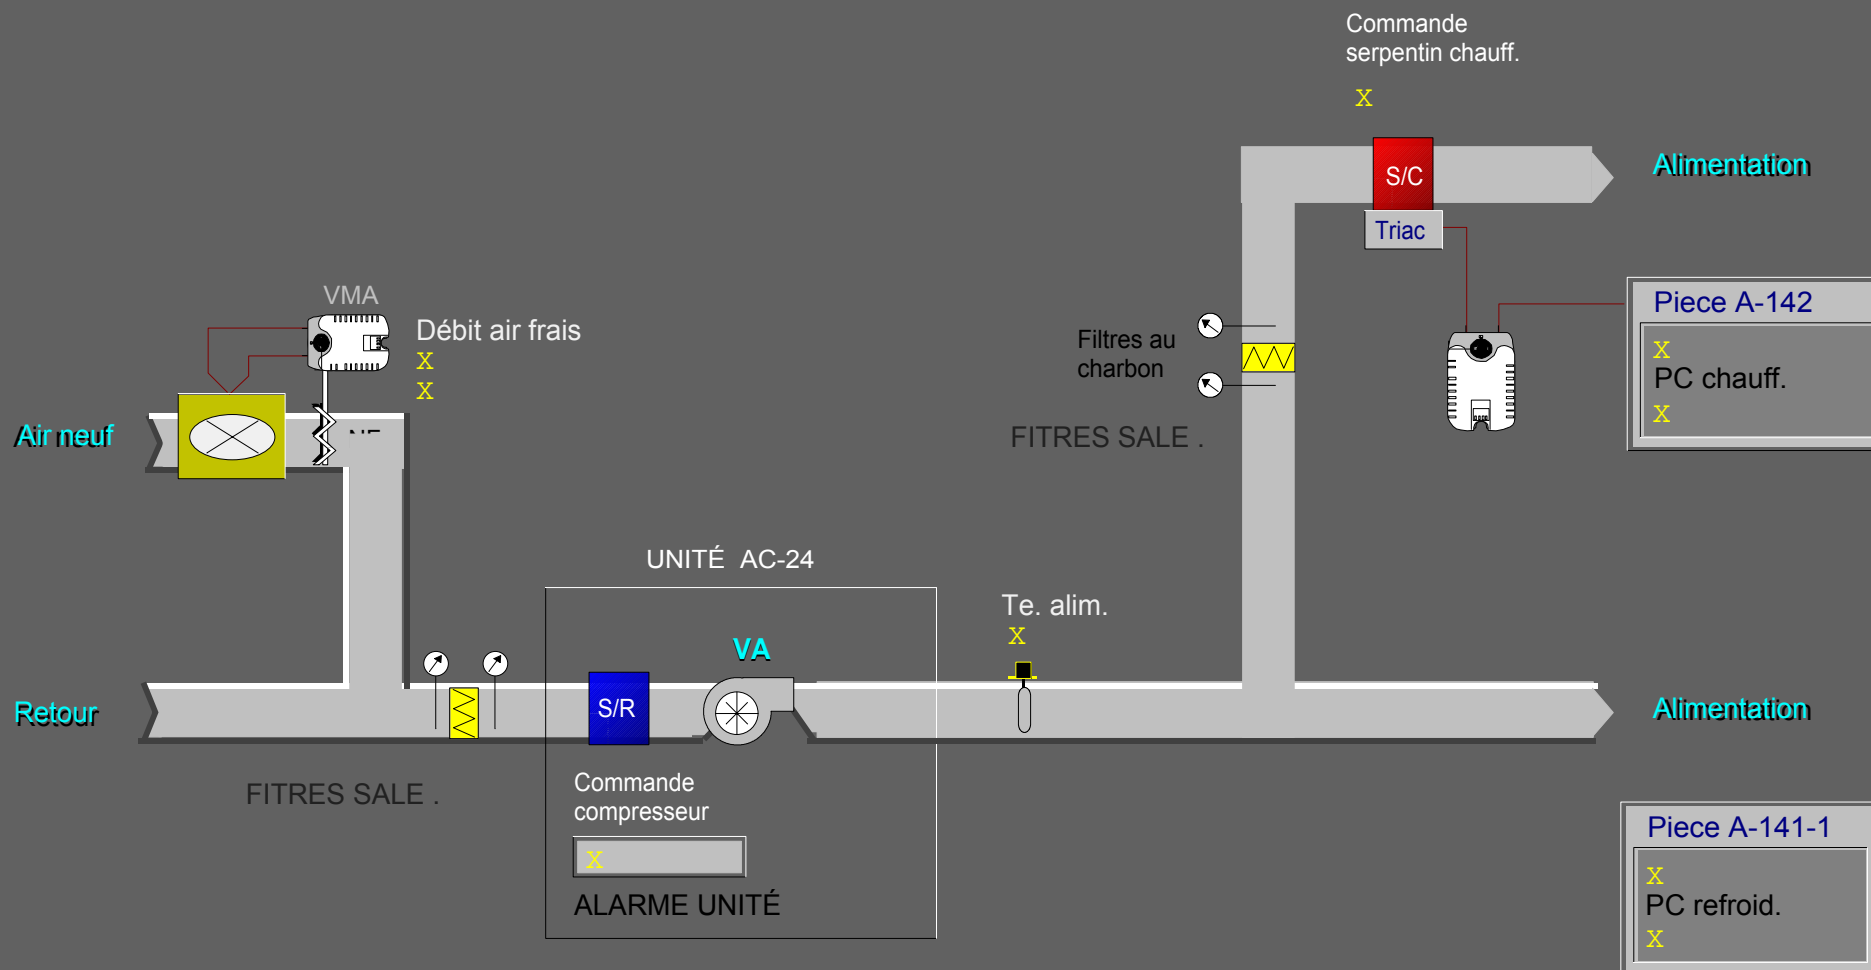 Commande
serpentin chauff.
X
Alimentation
S/C
Triac
VMA
Débit air frais
X
X
Piece A-142
X
PC chauff.
X
Filtres au
charbon
Air neuf
FITRES SALE .
UNITÉ AC-24
Te. alim.
X
VA
Retour
S/R
Alimentation
FITRES SALE .
Commande
compresseur
X
ALARME UNITÉ
Piece A-141-1
X
PC refroid.
X